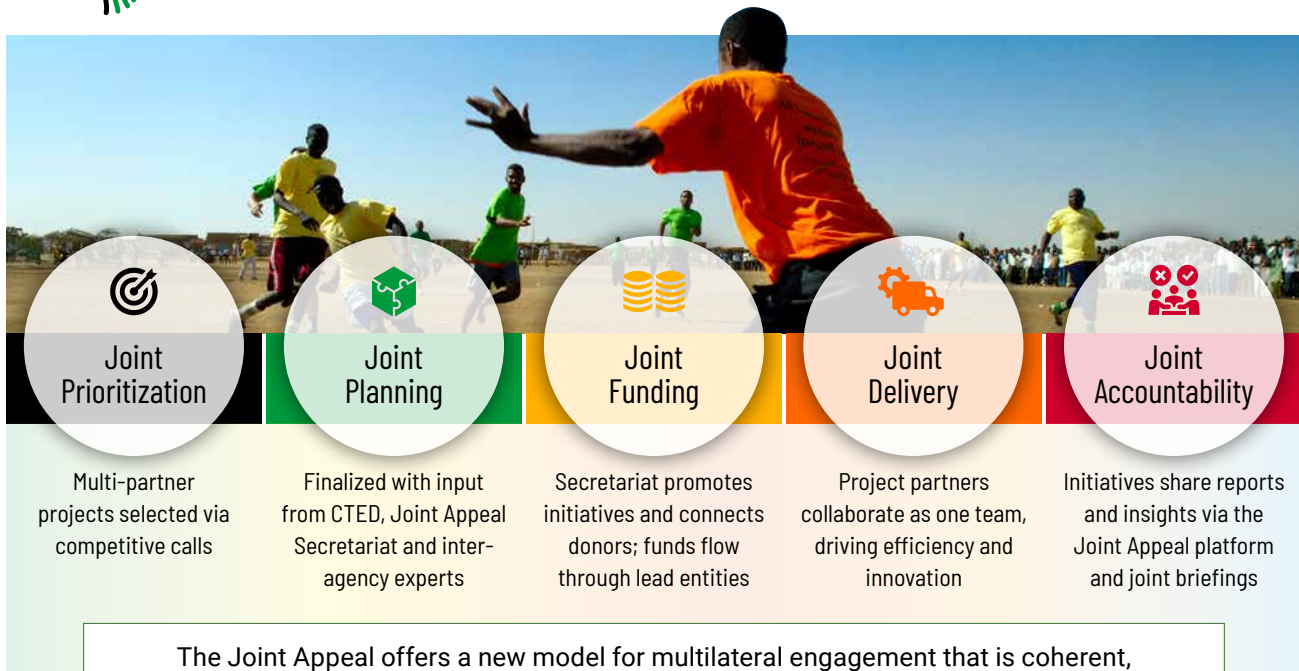 Joint
Prioritization
Joint
Planning
Joint
Funding
Joint
Delivery
Joint
Accountability
Multi-partner
projects selected via
competitive calls
Finalized with input
from CTED, Joint Appeal
Secretariat and inter-
agency experts
Secretariat promotes
initiatives and connects
donors; funds flow
through lead entities
Project partners
collaborate as one team,
driving efficiency and
innovation
Initiatives share reports
and insights via the
Joint Appeal platform
and joint briefings
The Joint Appeal offers a new model for multilateral engagement that is coherent,